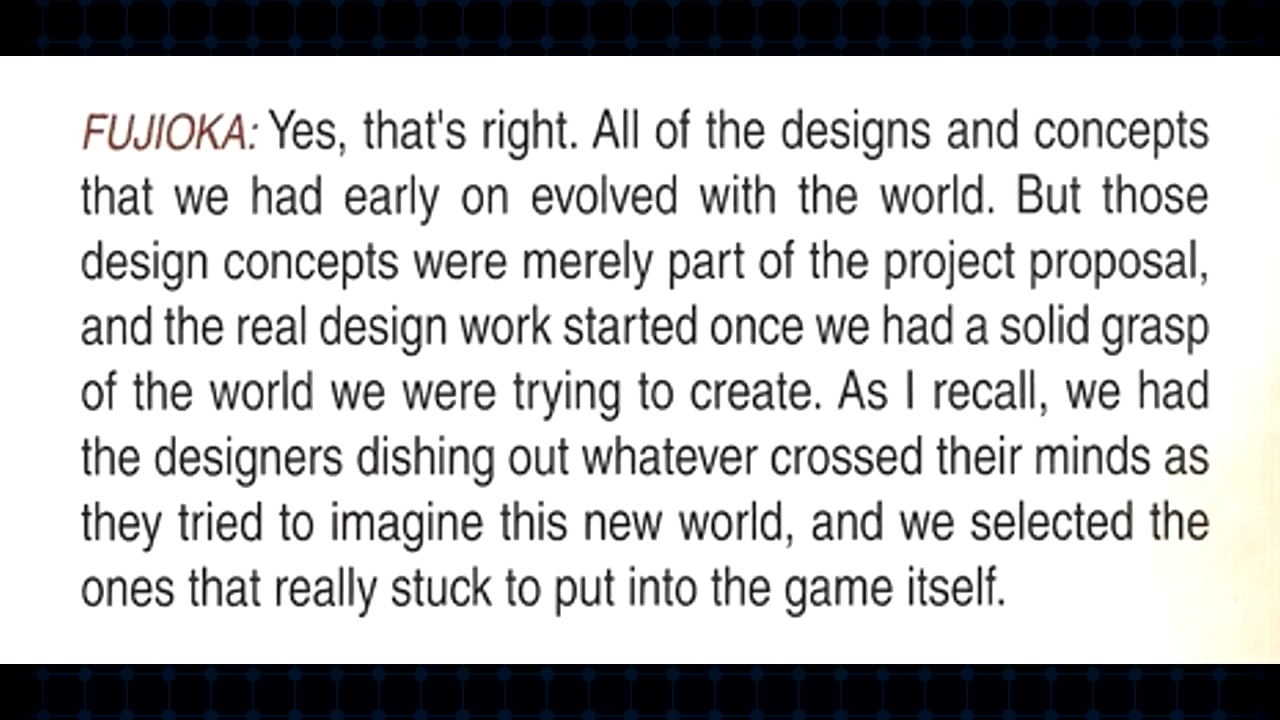 FUJIOKA: Yes, that's right. All of the designs and concepts
that we had early on evolved with the world. But those
design concepts were merely part of the project proposal,
and the real design work started once we had a solid grasp
of the world we were trying to create. As I recall, we had
the designers dishing out whatever crossed their minds as
they tried to imagine this new world, and we selected the
ones that really stuck to put into the game itself.